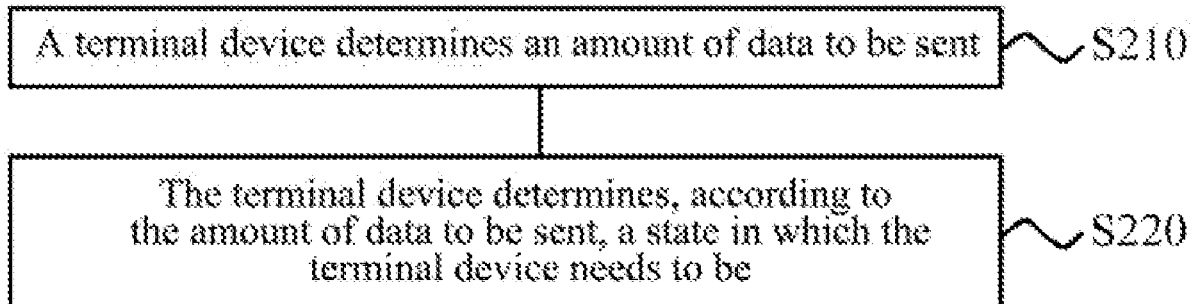 A terminal device determines an amount of data to be sent
S210
The terminal device determines, according to
the amount of data to be sent, a state in which the
terminal device needs to be
S220